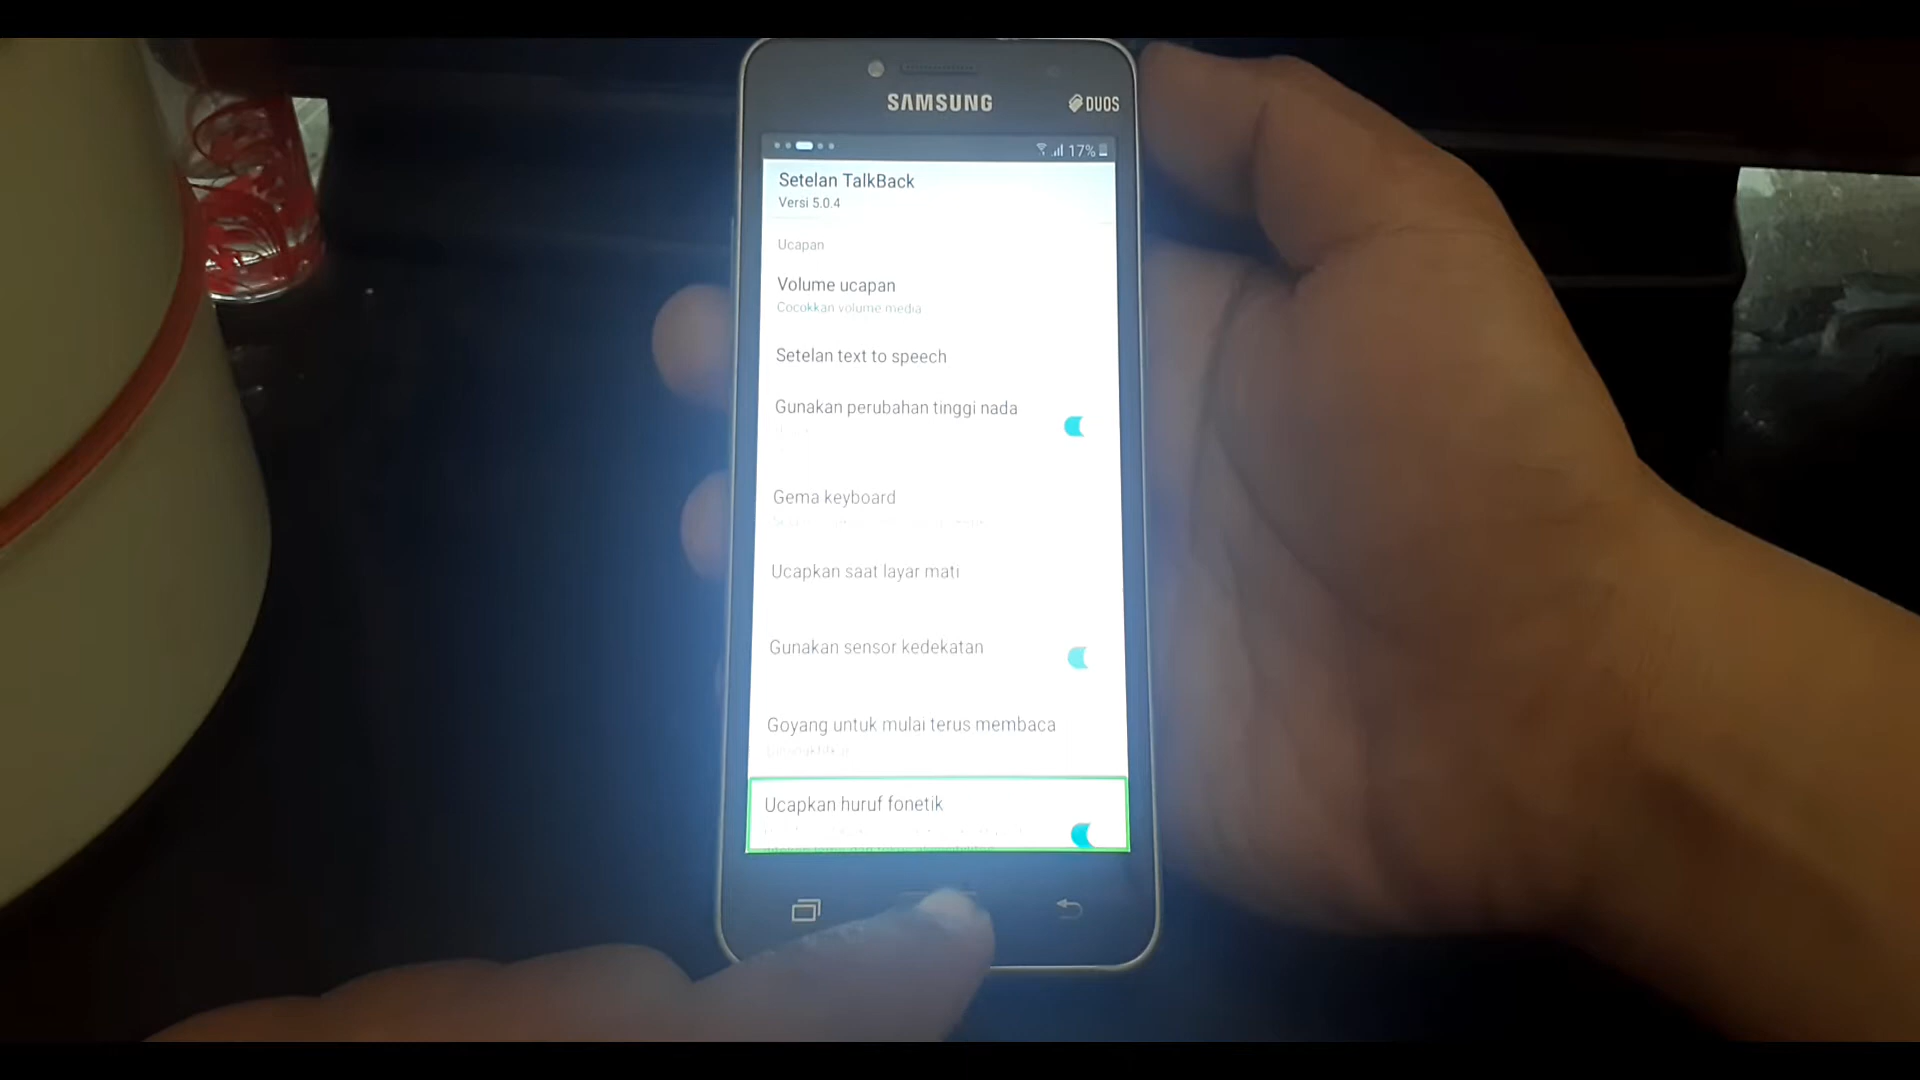 SAMSUNG
DUOS
17%
Setelan TalkBack
Versi 5.0.4
Ucapan
Volume ucapan
Cocokkan volume media
Setelan text to speech
Gunakan perubahan tinggi nada
Gema keyboard
Ucapkan saat layar mati
Gunakan sensor kedekatan
Goyang untuk mulai terus membaca
Ucapkan huruf fonetik